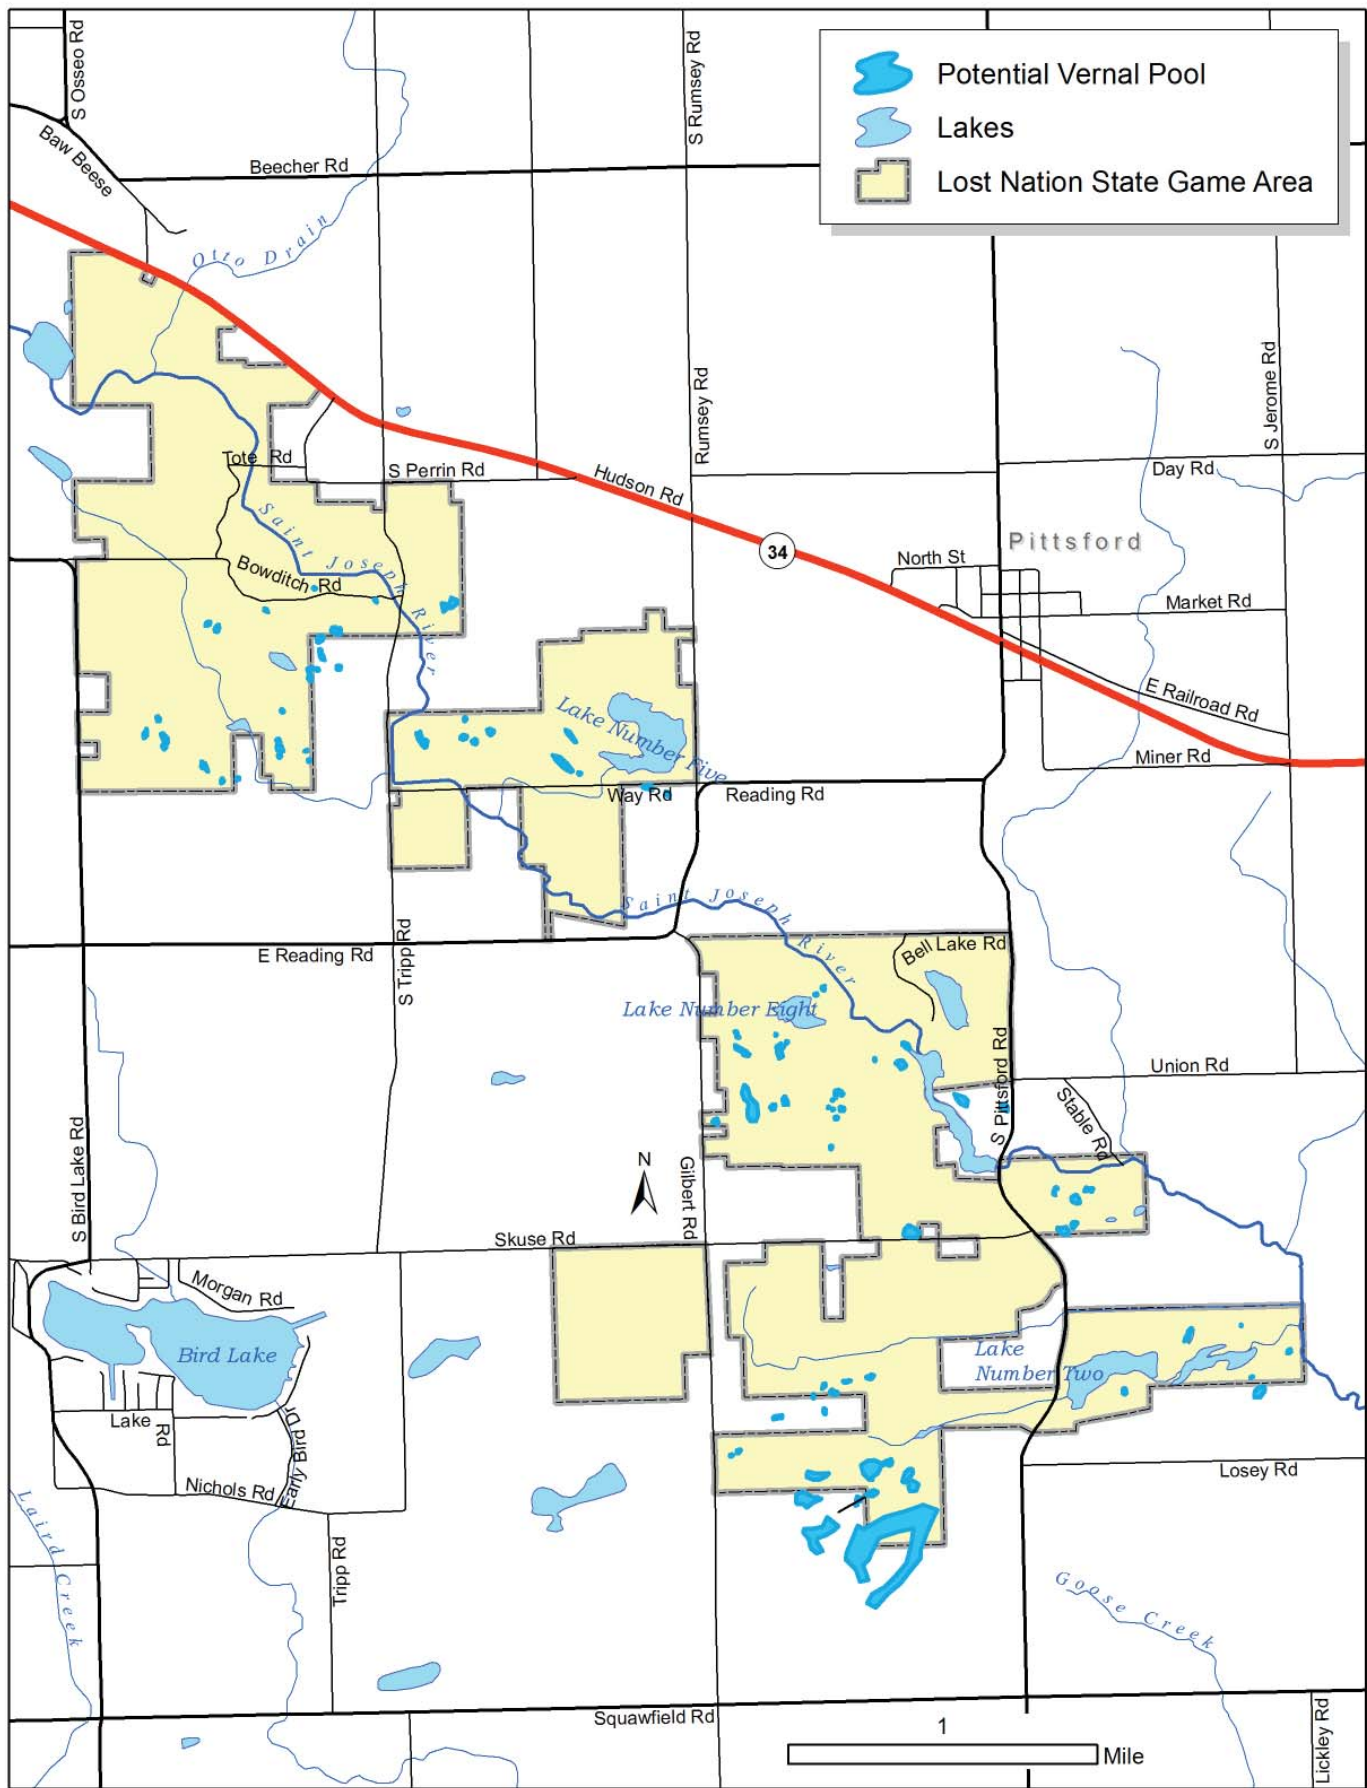 S Osseo Rd
S Rumsey Rd
Potential Vernal Pool
Lakes
Lost Nation State Game Area
Baw Beese
Beecher Rd
Otto Drain
Rumsey Rd
S Jerome Rd
Tote Rd
S Perrin Rd
Hudson Rd
Day Rd
34
Pittsford
Saint Joseph River
North St
Bowditch Rd
Market Rd
E Railroad Rd
Lake Number Five
Miner Rd
Way Rd
Reading Rd
Saint Joseph River
E Reading Rd
S Tripp Rd
Bell Lake Rd
Lake Number Eight
S Pittsford Rd
Union Rd
Stable Rd
S Bird Lake Rd
N
Gilbert Rd
Skuse Rd
Morgan Rd
Bird Lake
Lake
Number Two
Lake Rd
Early Bird Dr
Nichols Rd
Losey Rd
Laird Creek
Tripp Rd
Goose Creek
Squawfield Rd
1
Mile
Lickley Rd